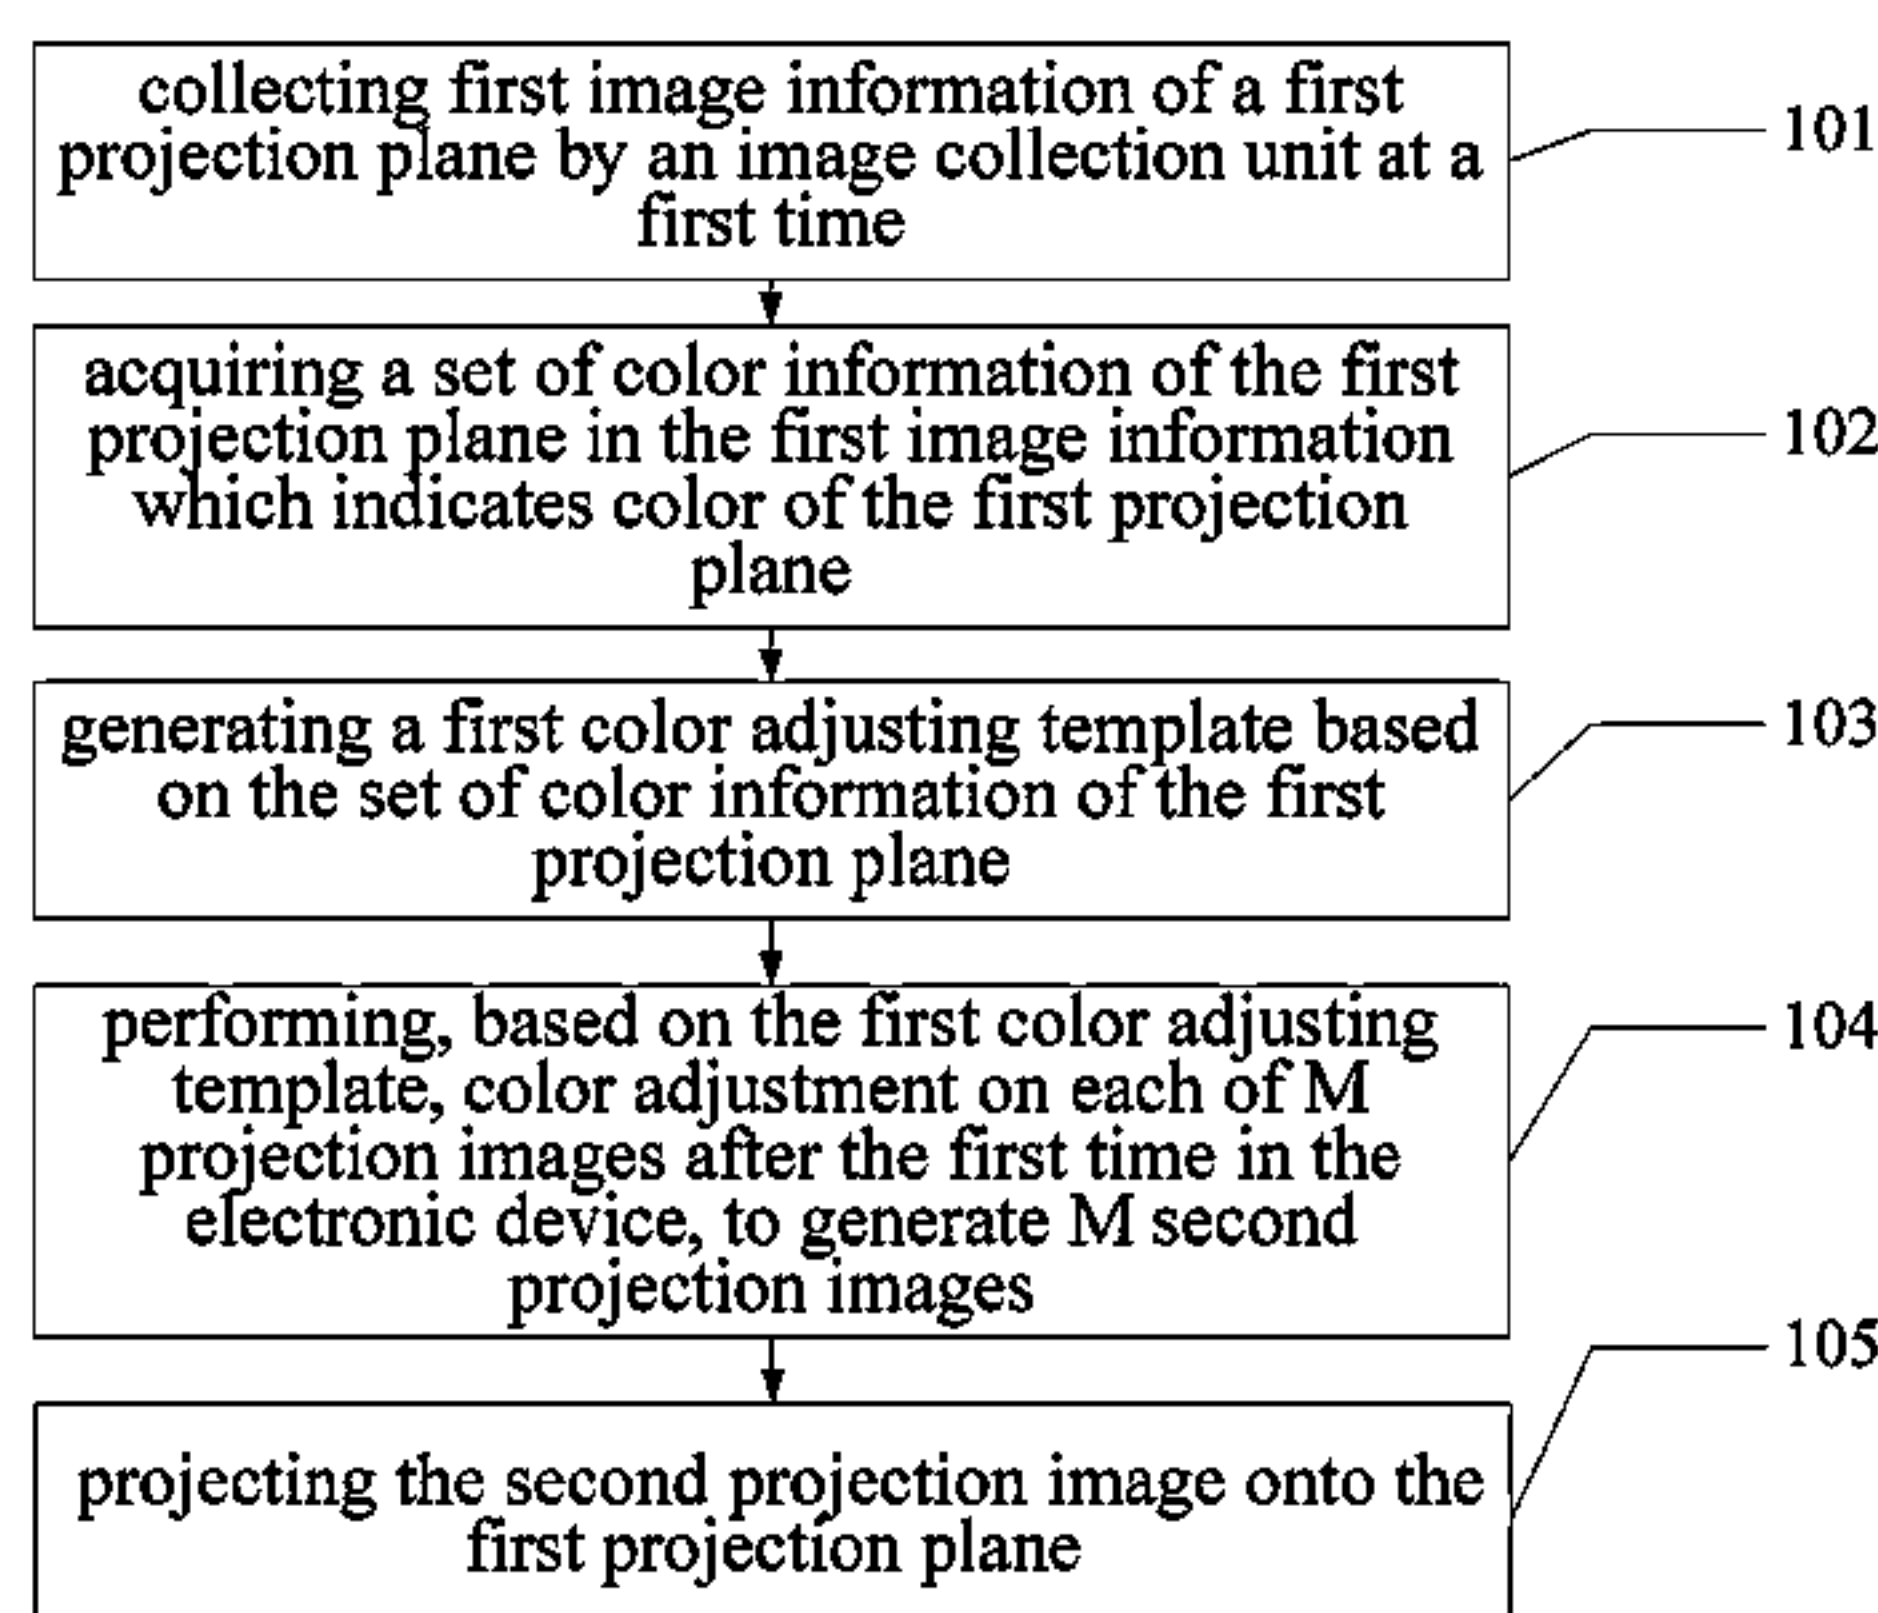 collecting first image information of a first
projection plane by an image collection unit at a
first time
101
acquiring a set of color information of the first
projection plane in the first image information
which indicates color of the first projection
plane
102
generating a first color adjusting template based
on the set of color information of the first
projection plane
103
performing, based on the first color adjusting
template, color adjustment on each of M
projection images after the first time in the
electronic device, to generate M second
projection images
104
projecting the second projection image onto the
first projection plane
105